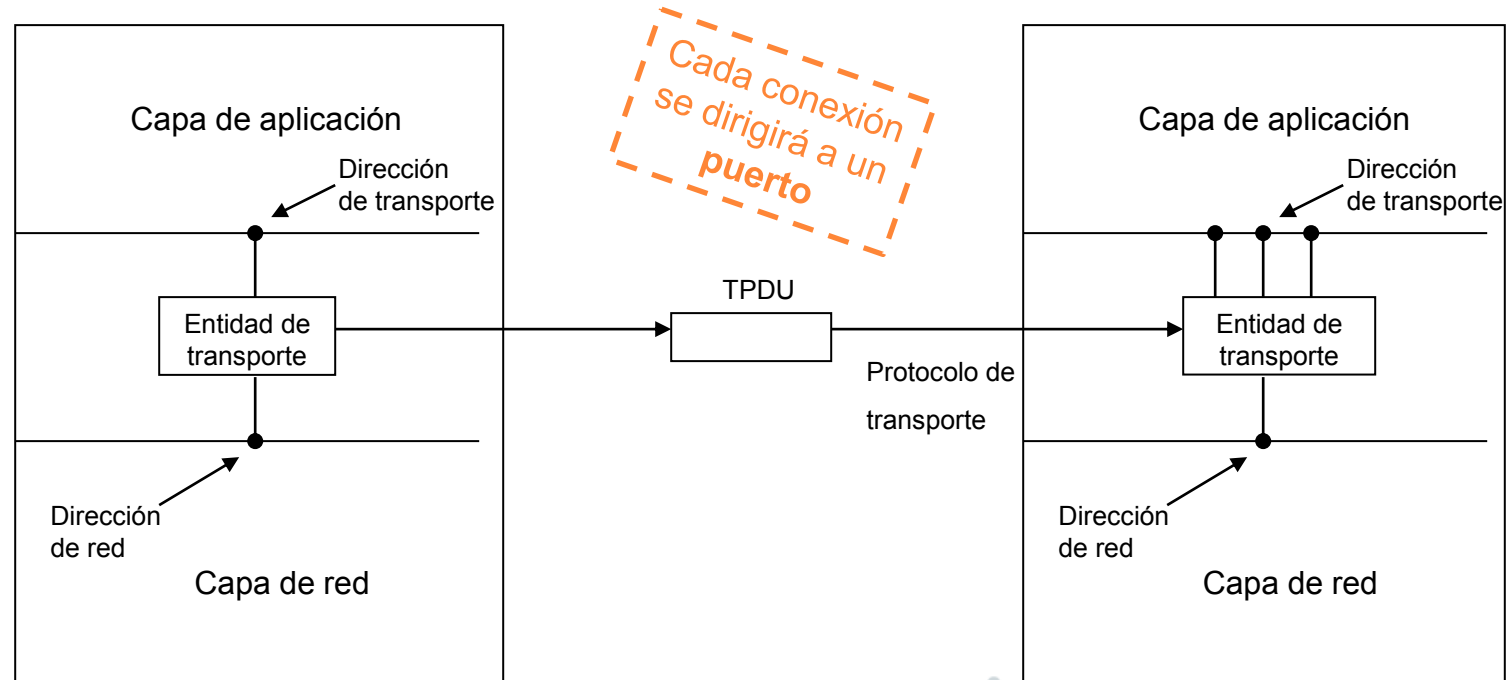 Capa de aplicación
Dirección
de transporte
Entidad de
transporte
Dirección
de red
Capa de red
Cada conexión
se dirigirá a un
puerto
TPDU
Protocolo de
transporte
Capa de aplicación
Dirección
de transporte
Entidad de
transporte
Dirección
de red
Capa de red